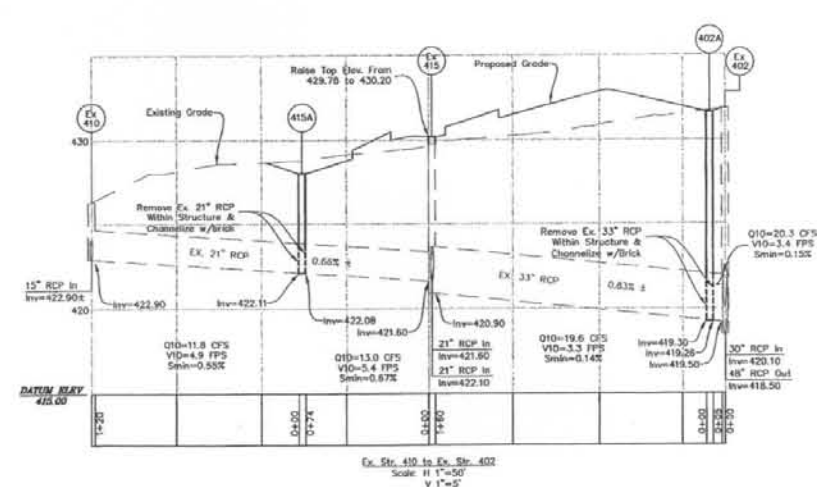 Ex
410
415A
Ex
415
402A
Ex
402
Raise Top Elev. From
429.78 to 430.20
Proposed Grade
Existing Grade
430
Remove Ex. 21" RCP
Within Structure &
Channelize w/brick
EX. 21" RCP
0.66% ±
Remove Ex. 33" RCP
Within Structure &
Channelize w/Brick
Ex. 33" RCP
0.83% ±
Q10=20.3 CFS
V10=3.4 FPS
Smin=0.15%
15" RCP In
Inv=422.90±
Inv=422.90
Inv=422.11
Inv=422.08
Inv=421.60
Inv=420.90
Inv=419.30
Inv=419.26
Inv=419.50
420
Q10=11.8 CFS
V10=4.9 FPS
Smin=0.55%
Q10=13.0 CFS
V10=5.4 FPS
Smin=0.67%
21" RCP In
Inv=421.60
21" RCP In
Inv=422.10
Q10=19.6 CFS
V10=3.3 FPS
Smin=0.14%
30" RCP In
Inv=420.10
48" RCP Out
Inv=418.50
DATUM ELEV
415.00
1+20
0+00
0+74
0+00
1+60
0+00
0+05
0+00
Ex. Str. 410 to Ex. Str. 402
Scale: H 1"=50'
V 1"=5'